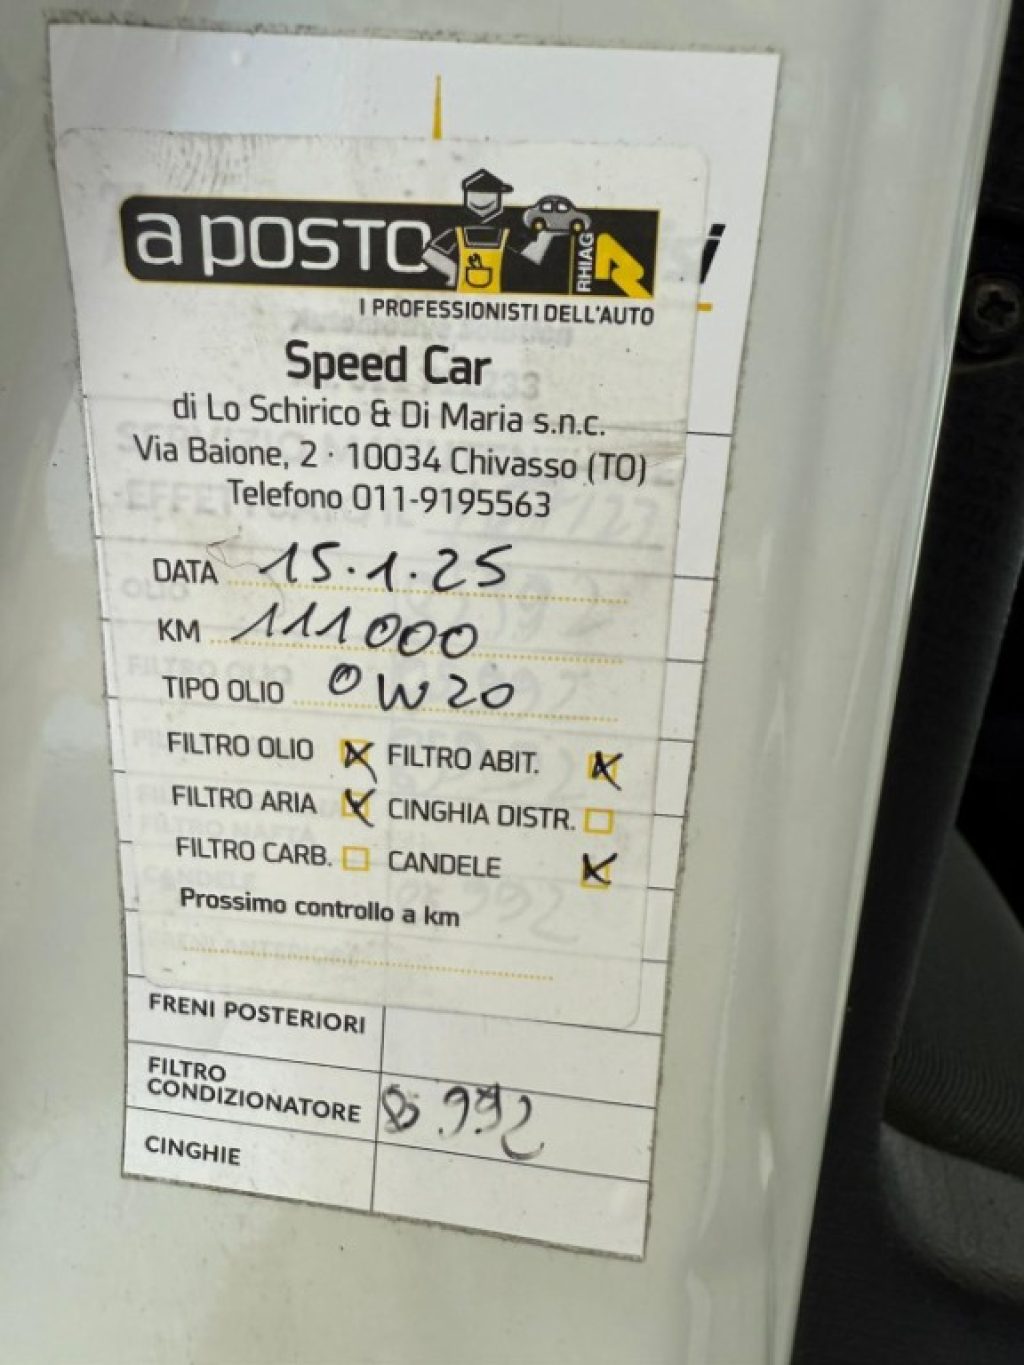 a posto
RHIAG
I PROFESSIONISTI DELL'AUTO
Speed Car
di Lo Schirico & Di Maria s.n.c.
Via Baione, 2 · 10034 Chivasso (TO)
Telefono 011-9195563
DATA 15.1.25
KM 111000
TIPO OLIO 0W20
FILTRO OLIO FILTRO ABIT.
FILTRO ARIA CINGHIA DISTR.
FILTRO CARB. CANDELE
Prossimo controllo a km
FRENI POSTERIORI
FILTRO
CONDIZIONATORE 8992
CINGHIE